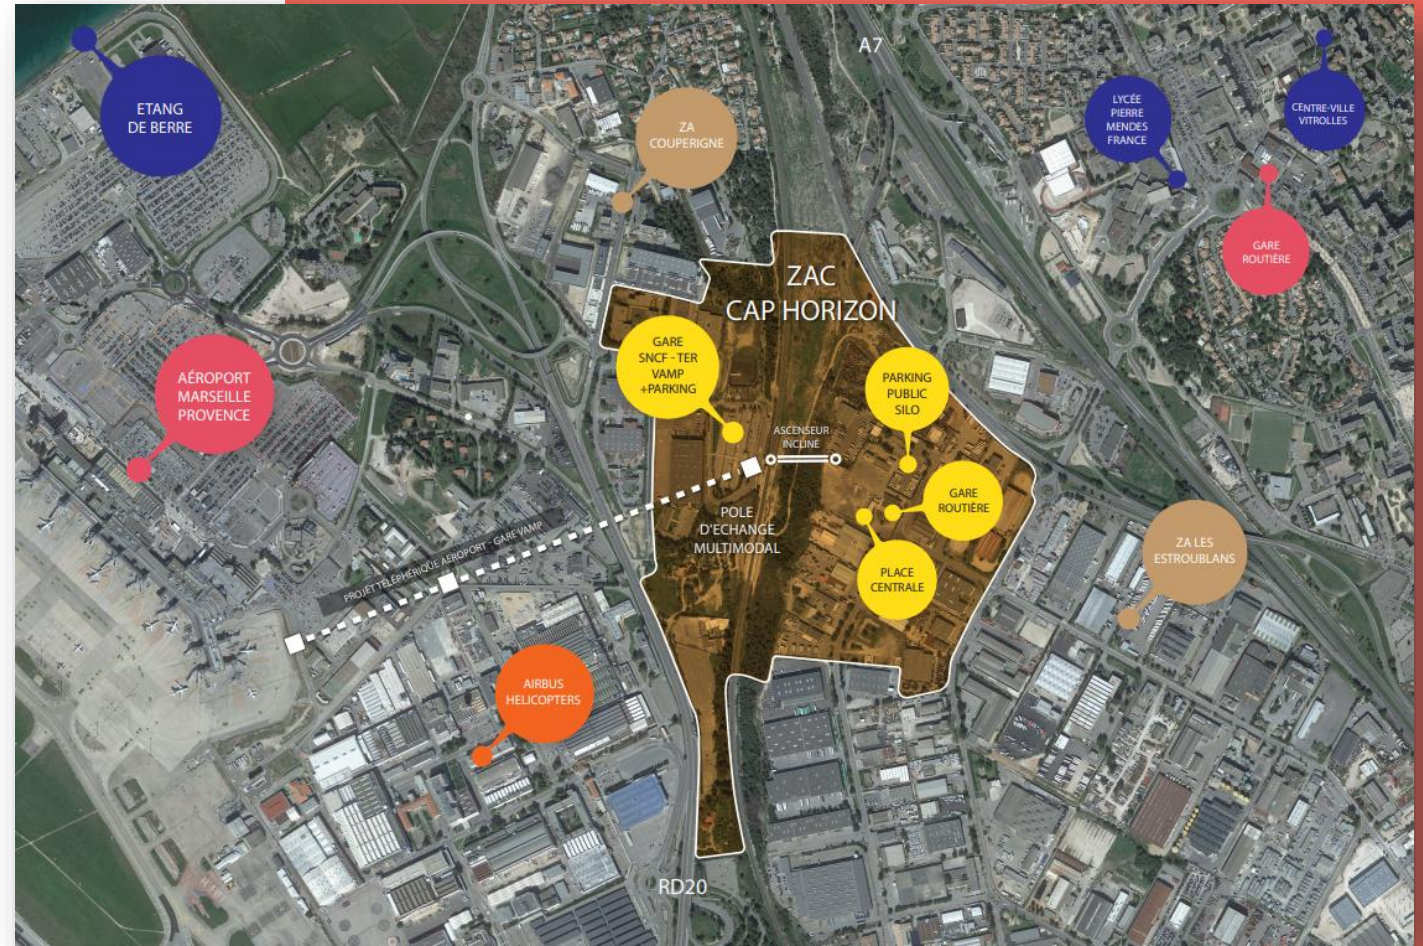 A7
ETANG
DE BERRE
LYCÉE
PIERRE
MENDES
FRANCE
CENTRE-VILLE
VITROLLES
ZA
COUPERIGNE
GARE
ROUTIÈRE
ZAC
CAP HORIZON
GARE
SNCF - TER
VAMP
+PARKING
AÉROPORT
MARSEILLE
PROVENCE
PARKING
PUBLIC
SILO
ASCENSEUR
INCLINÉ
GARE
ROUTIÈRE
POLE
D'ECHANGE
MULTIMODAL
ZA LES
ESTROUBLANS
PROJET TÉLÉPHÉRIQUE AÉROPORT - GARE VAMP
PLACE
CENTRALE
AIRBUS
HELICOPTERS
RD20